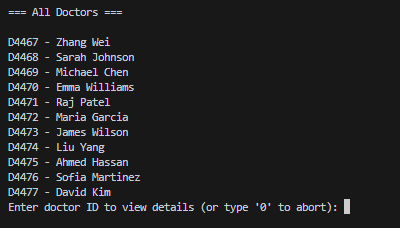 === All Doctors ===
D4467 - Zhang Wei
D4468 - Sarah Johnson
D4469 - Michael Chen
D4470 - Emma Williams
D4471 - Raj Patel
D4472 - Maria Garcia
D4473 - James Wilson
D4474 - Liu Yang
D4475 - Ahmed Hassan
D4476 - Sofia Martinez
D4477 - David Kim
Enter doctor ID to view details (or type '0' to abort):